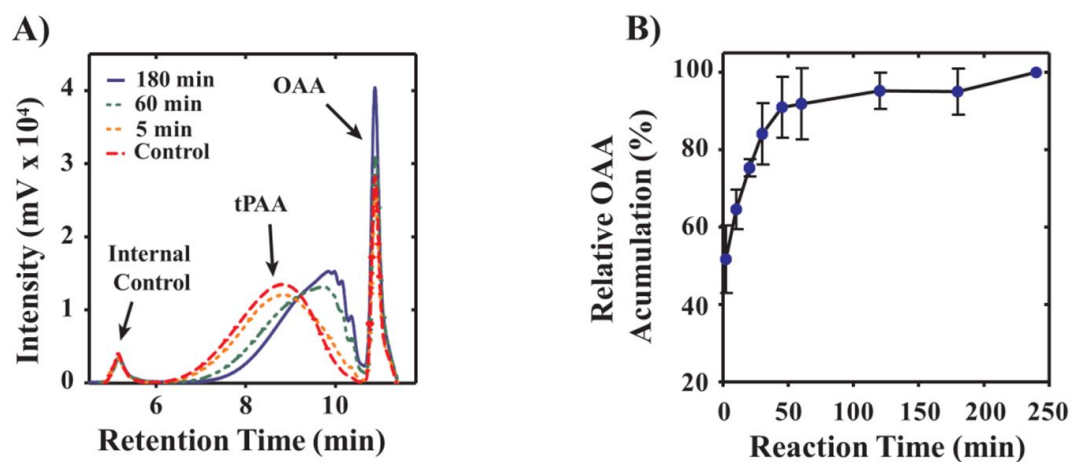 A)
Intensity (mV x 10⁴)
4
3
2
1
0
180 min
60 min
5 min
Control
OAA
tPAA
Internal
Control
6
8
10
Retention Time (min)
B)
Relative OAA
Acumulation (%)
100
80
60
40
20
0
50
100
150
200
250
Reaction Time (min)